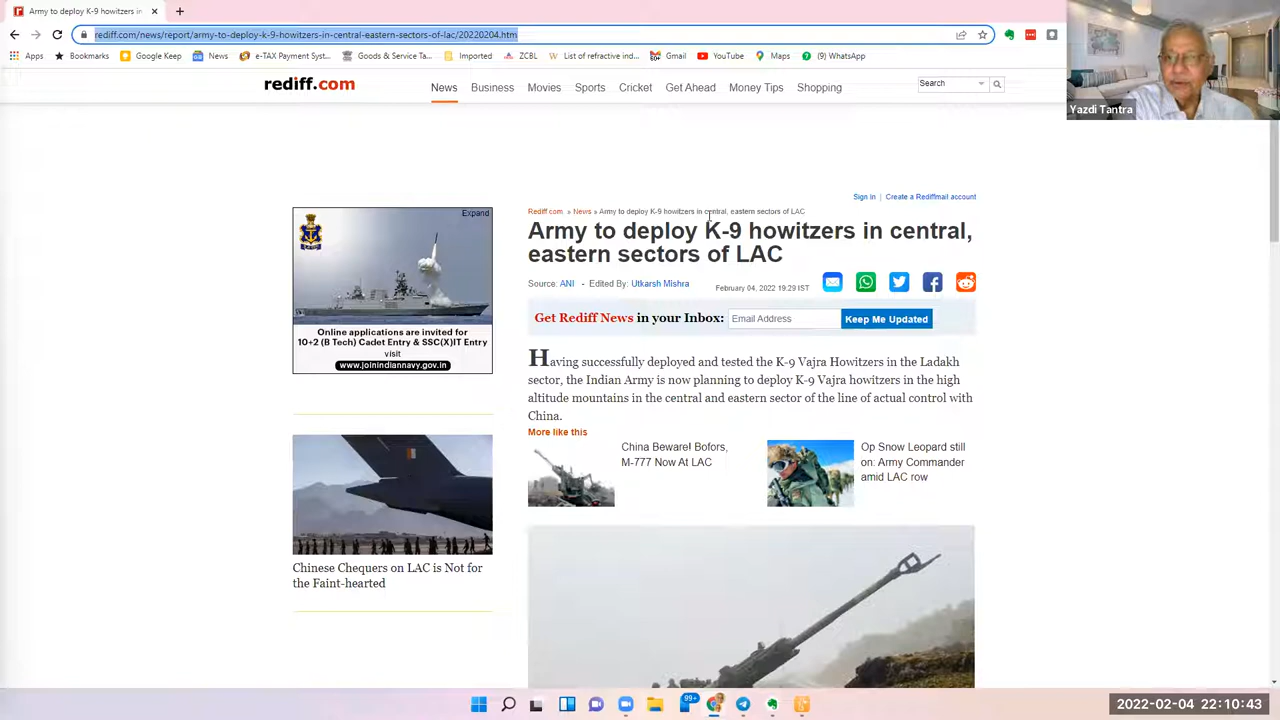 Army to deploy K-9 howitzers in
rediff.com/news/report/army-to-deploy-k-9-howitzers-in-central-eastern-sectors-of-lac/20220204.htm
Apps
Bookmarks
Google Keep
News
e-TAX Payment Syst...
Goods & Service Ta...
Imported
ZCBL
List of refractive ind...
Gmail
YouTube
Maps
(9) WhatsApp
Yazdi Tantra
rediff.com
News
Business
Movies
Sports
Cricket
Get Ahead
Money Tips
Shopping
Search
Sign in | Create a Rediffmail account
Expand
Online applications are invited for
10+2 (B Tech) Cadet Entry & SSC(X)IT Entry
visit
www.joinindiannavy.gov.in
Chinese Chequers on LAC is Not for
the Faint-hearted
Rediff.com » News » Army to deploy K-9 howitzers in central, eastern sectors of LAC
Army to deploy K-9 howitzers in central,
eastern sectors of LAC
Source: ANI - Edited By: Utkarsh Mishra
February 04, 2022 19:29 IST
Get Rediff News in your Inbox:
Email Address
Keep Me Updated
Having successfully deployed and tested the K-9 Vajra Howitzers in the Ladakh
sector, the Indian Army is now planning to deploy K-9 Vajra howitzers in the high
altitude mountains in the central and eastern sector of the line of actual control with
China.
More like this
China Beware! Bofors,
M-777 Now At LAC
Op Snow Leopard still
on: Army Commander
amid LAC row
99+
2022-02-04 22:10:43